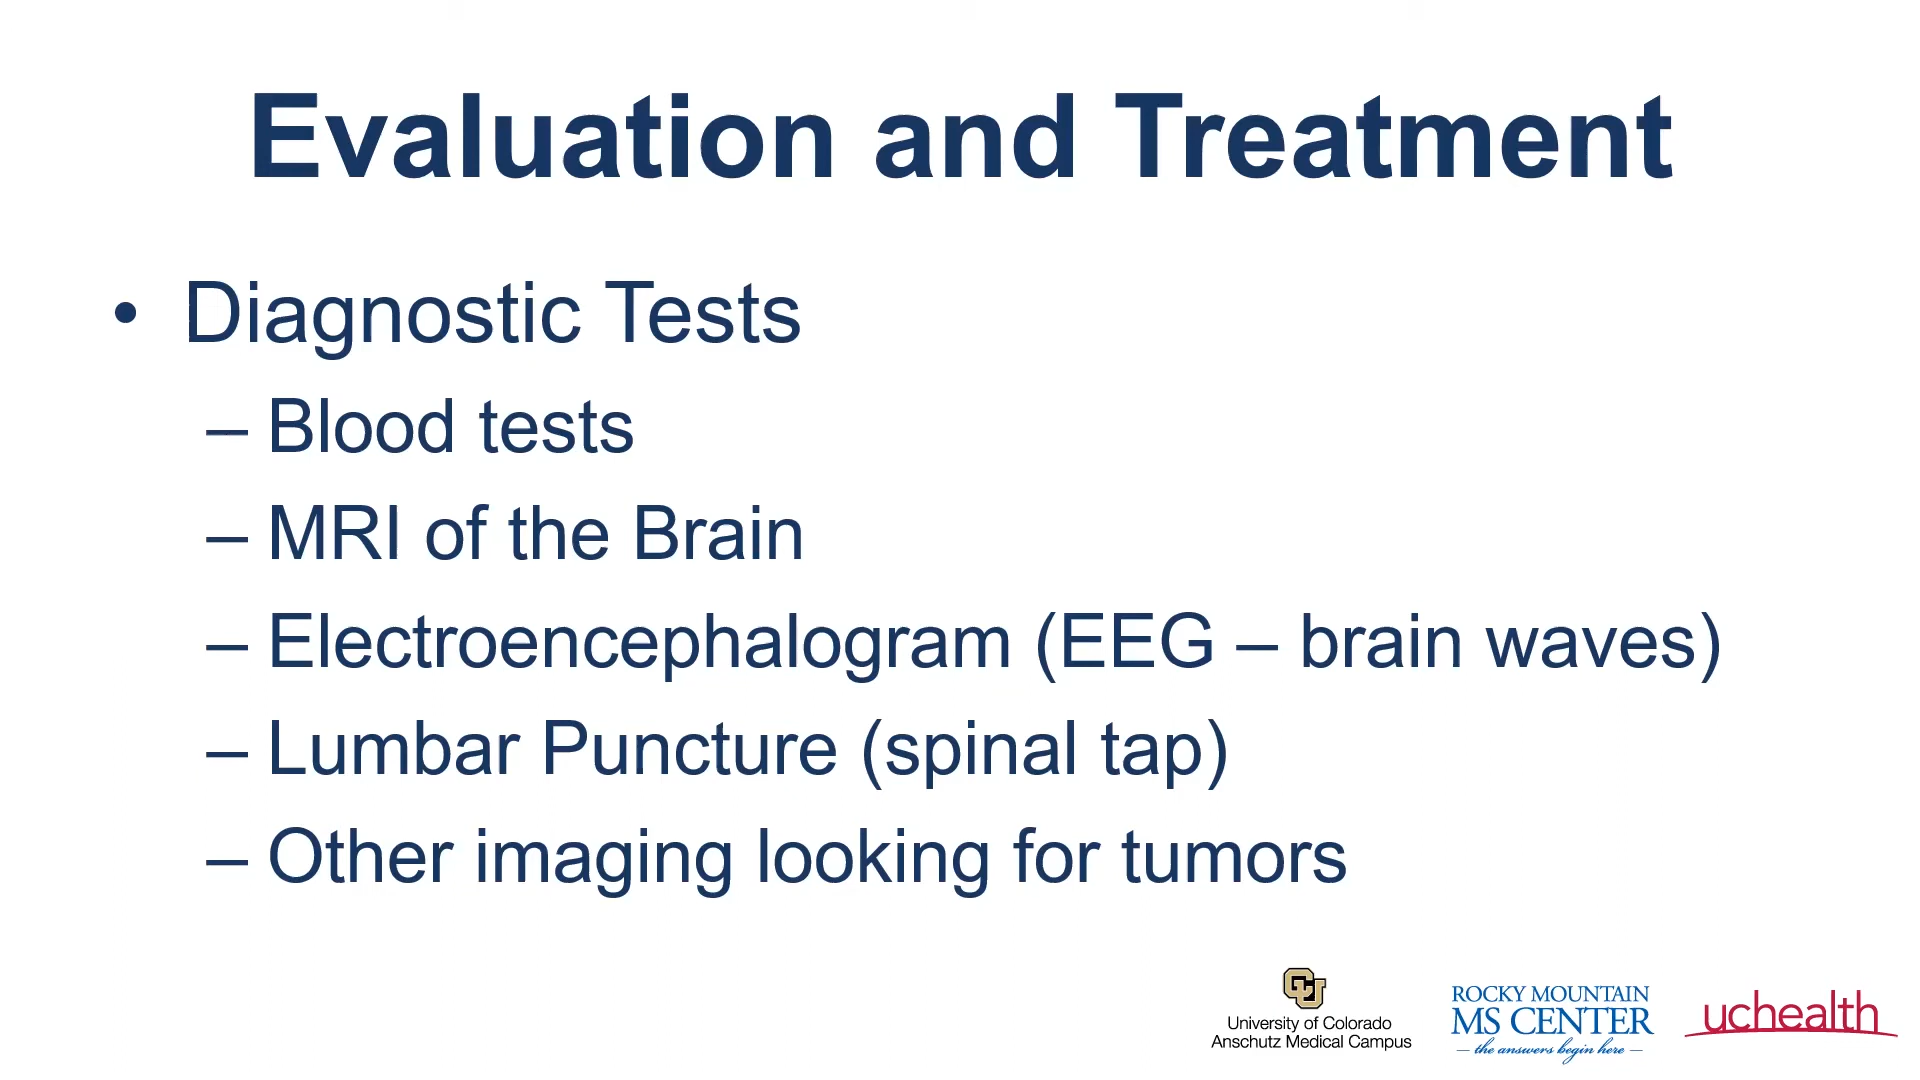 Evaluation and Treatment
• Diagnostic Tests
– Blood tests
– MRI of the Brain
– Electroencephalogram (EEG – brain waves)
– Lumbar Puncture (spinal tap)
– Other imaging looking for tumors
CU
University of Colorado
Anschutz Medical Campus
ROCKY MOUNTAIN
MS CENTER
– the answers begin here –
uchealth